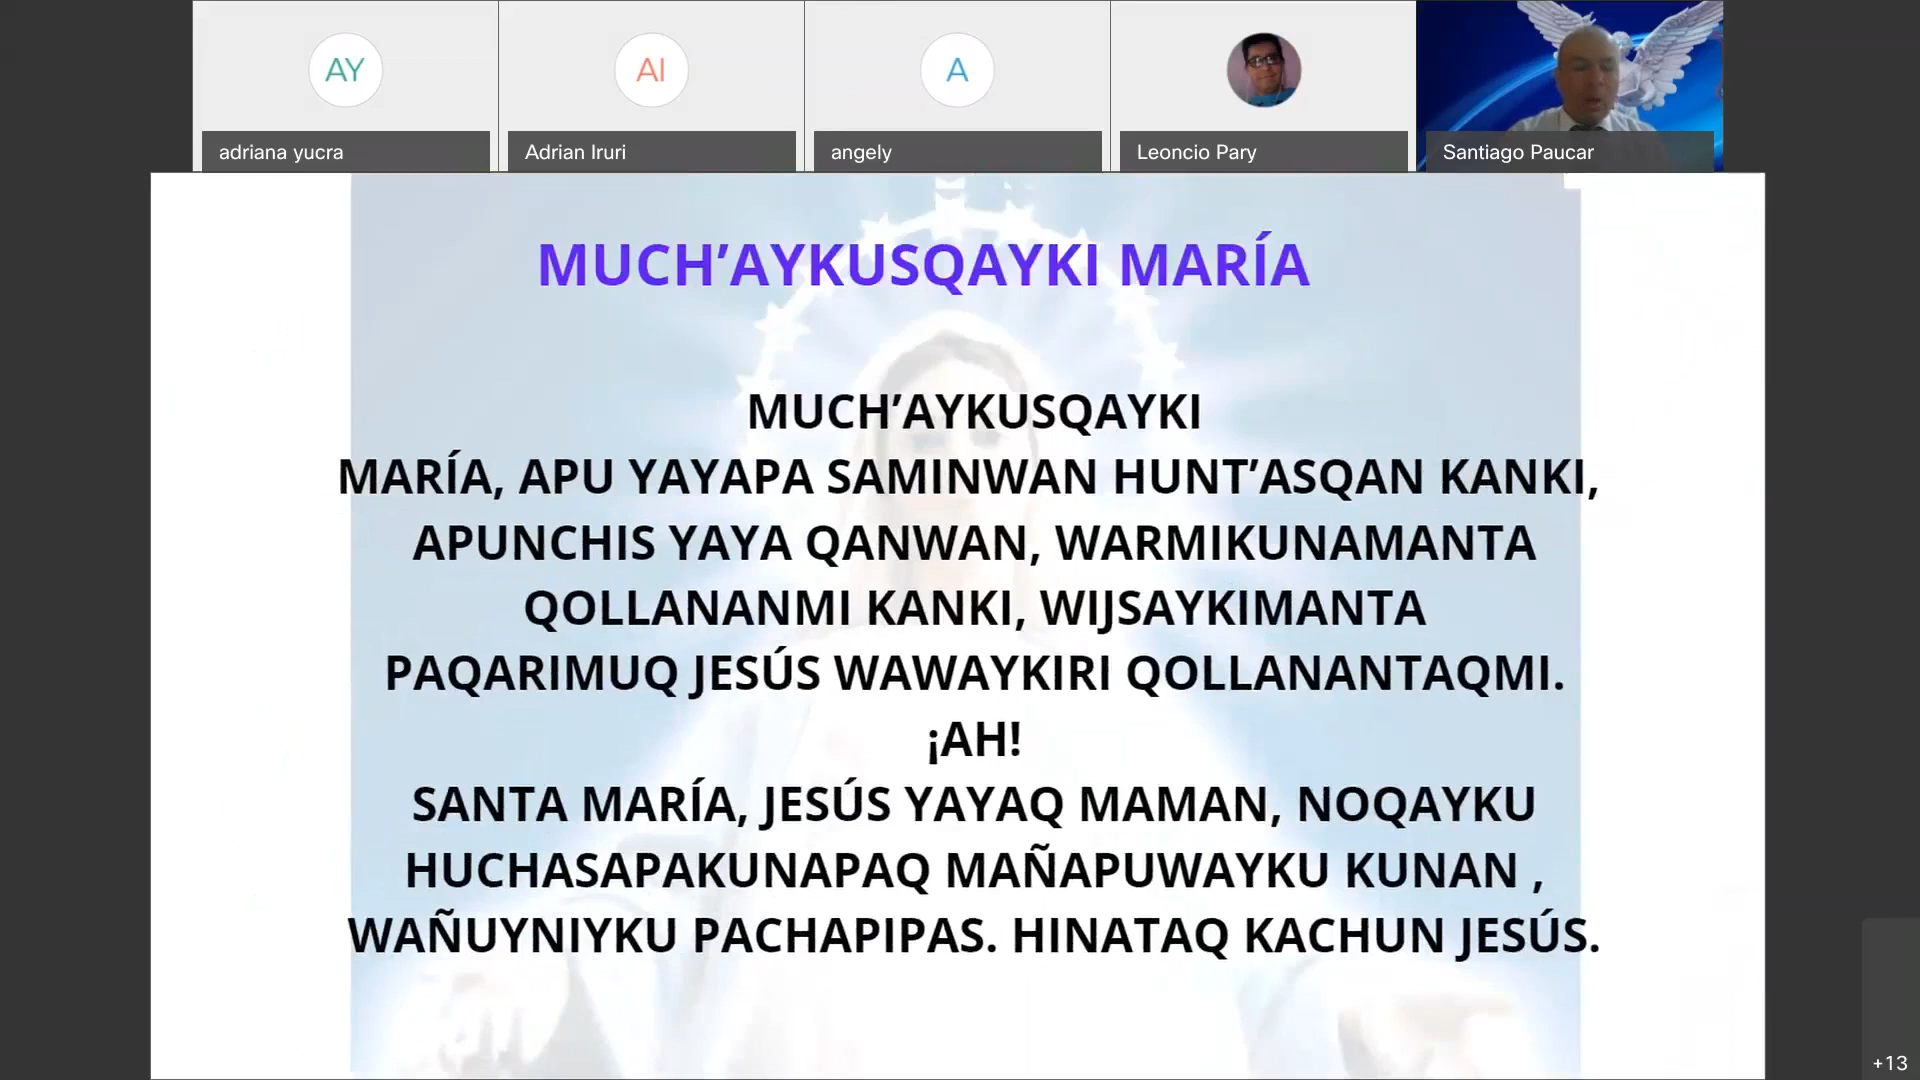 AY
AI
A
adriana yucra
Adrian Iruri
angely
Leoncio Pary
Santiago Paucar
MUCH’AYKUSQAYKI MARÍA
MUCH’AYKUSQAYKI
MARÍA, APU YAYAPA SAMINWAN HUNT’ASQAN KANKI,
APUNCHIS YAYA QANWAN, WARMIKUNAMANTA
QOLLANANMI KANKI, WIJSAYKIMANTA
PAQARIMUQ JESÚS WAWAYKIRI QOLLANANTAQMI.
¡AH!
SANTA MARÍA, JESÚS YAYAQ MAMAN, NOQAYKU
HUCHASAPAKUNAPAQ MAÑAPUWAYKU KUNAN ,
WAÑUYNIYKU PACHAPIPAS. HINATAQ KACHUN JESÚS.
+13